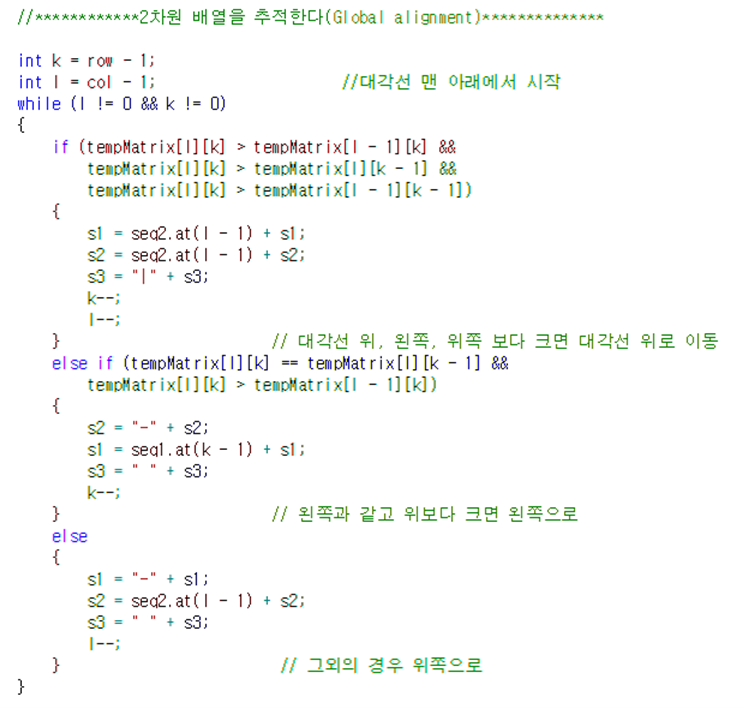 //************2차원 배열을 추적한다(Global alignment)**************
int k = row - 1;
int l = col - 1; //대각선 맨 아래에서 시작
while (l != 0 && k != 0)
{
if (tempMatrix[l][k] > tempMatrix[l - 1][k] &&
tempMatrix[l][k] > tempMatrix[l][k - 1] &&
tempMatrix[l][k] > tempMatrix[l - 1][k - 1])
{
s1 = seq2.at(l - 1) + s1;
s2 = seq2.at(l - 1) + s2;
s3 = "|" + s3;
k--;
l--;
} // 대각선 위, 왼쪽, 위쪽 보다 크면 대각선 위로 이동
else if (tempMatrix[l][k] == tempMatrix[l][k - 1] &&
tempMatrix[l][k] > tempMatrix[l - 1][k])
{
s2 = "-" + s2;
s1 = seq1.at(k - 1) + s1;
s3 = " " + s3;
k--;
} // 왼쪽과 같고 위보다 크면 왼쪽으로
else
{
s1 = "-" + s1;
s2 = seq2.at(l - 1) + s2;
s3 = " " + s3;
l--;
} // 그외의 경우 위쪽으로
}